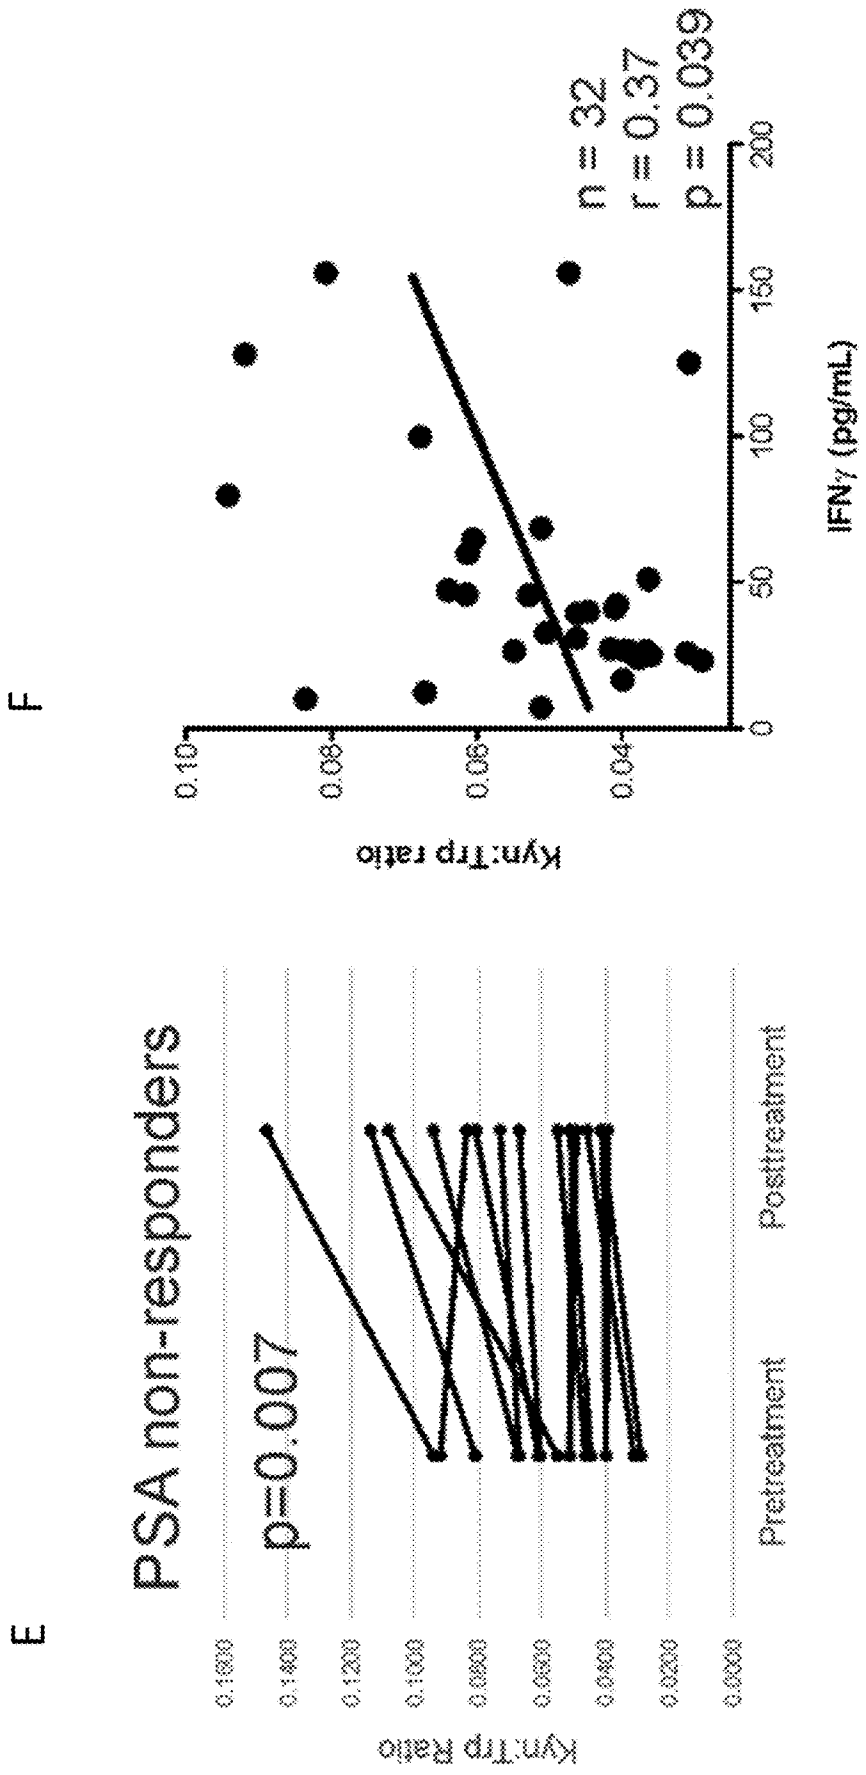 E
PSA non-responders
p=0.007
Kyn:Trp Ratio
0.1600
0.1400
0.1200
0.1000
0.0800
0.0600
0.0400
0.0200
0.0000
Pretreatment Posttreatment
F
Kyn:Trp ratio
0.10
0.08
0.06
0.04
0 50 100 150 200
IFNγ (pg/mL)
n = 32
r = 0.37
p = 0.039